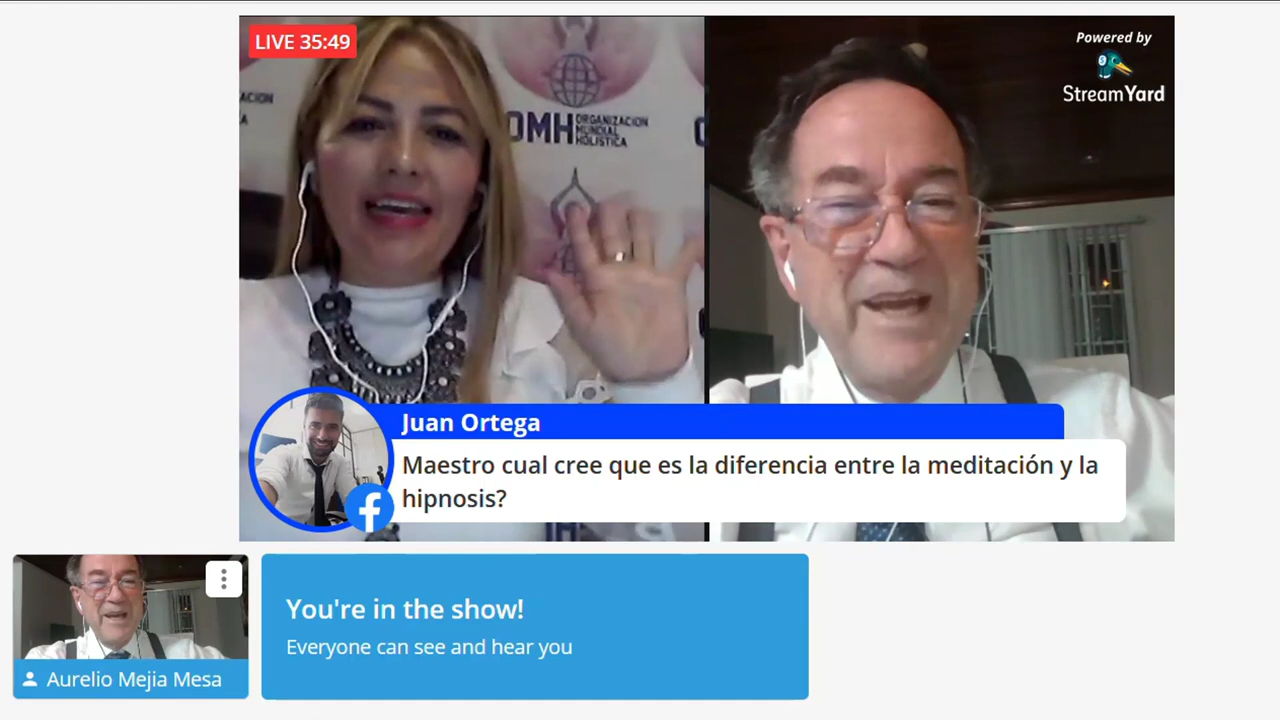 LIVE 35:49
Powered by
StreamYard
ACION
OMH
ORGANIZACION
MUNDIAL
HOLISTICA
Juan Ortega
Maestro cual cree que es la diferencia entre la meditación y la
hipnosis?
You're in the show!
Everyone can see and hear you
Aurelio Mejia Mesa